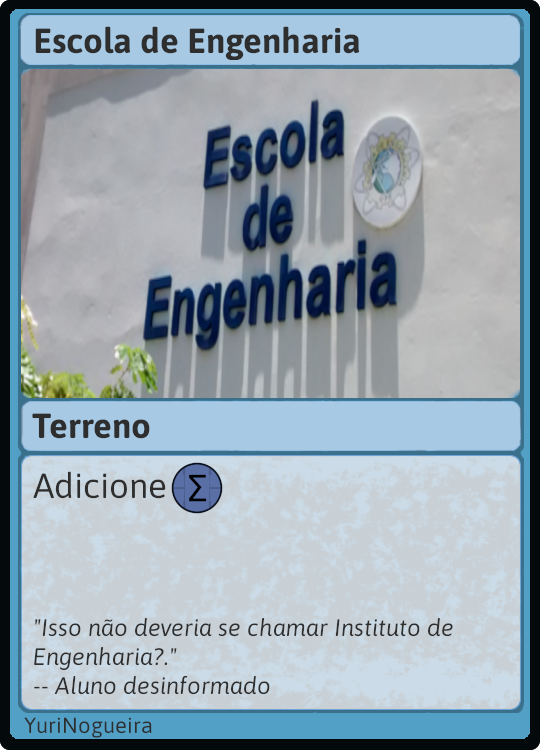 Escola de Engenharia
Escola
de
Engenharia
Terreno
Adicione Σ
"Isso não deveria se chamar Instituto de
Engenharia?."
-- Aluno desinformado
YuriNogueira